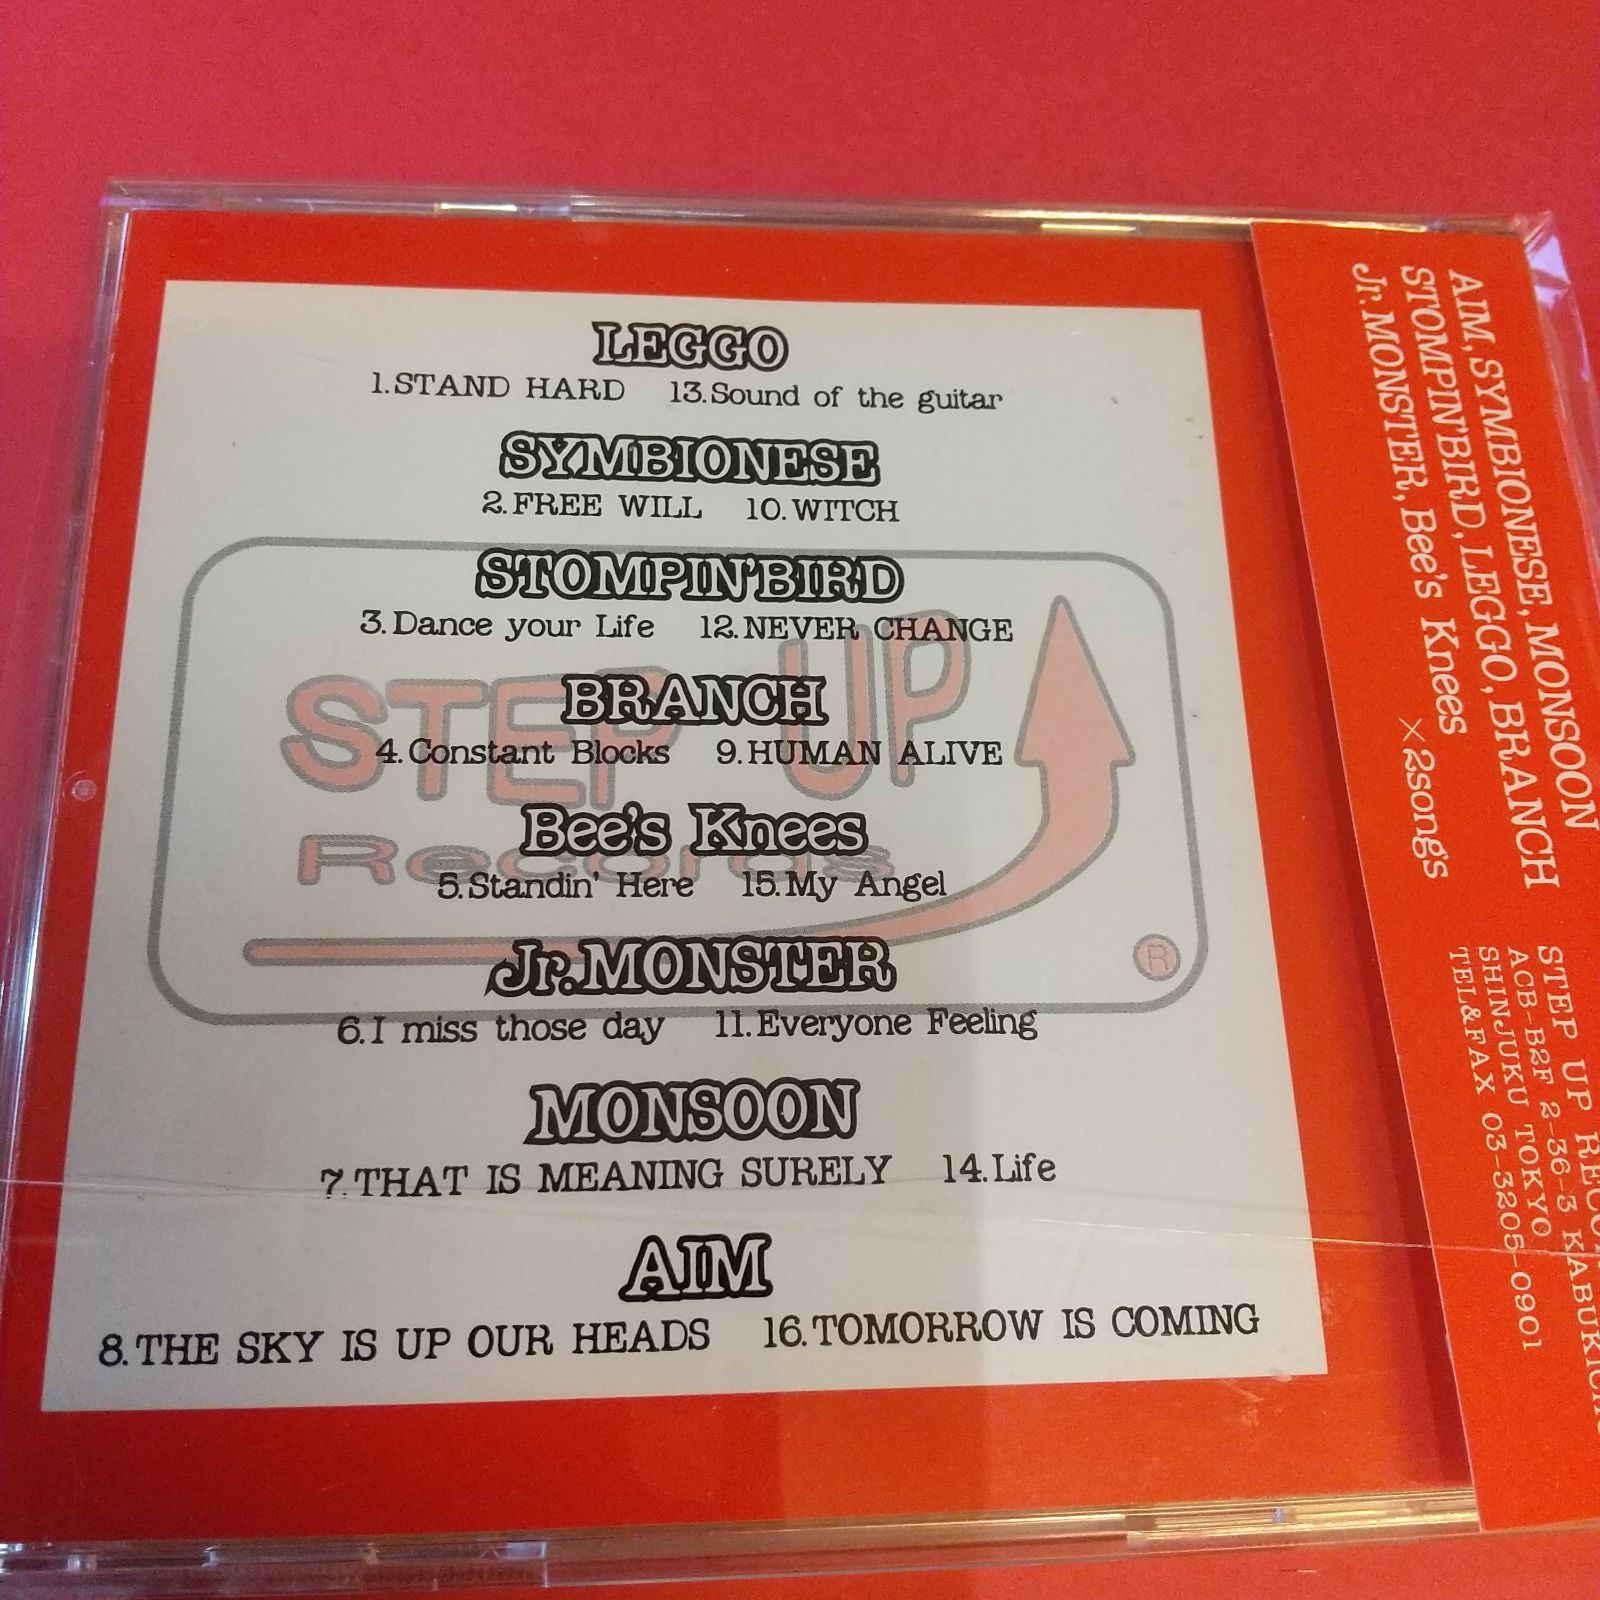 LEGGO
1.STAND HARD 13.Sound of the guitar
SYMBIONESE
2.FREE WILL 10.WITCH
STOMPIN'BIRD
3.Dance your Life 12.NEVER CHANGE
BRANCH
4.Constant Blocks 9.HUMAN ALIVE
Bee's Knees
5.Standin' Here 15.My Angel
Jr.MONSTER
6.I miss those day 11.Everyone Feeling
MONSOON
7.THAT IS MEANING SURELY 14.Life
AIM
8.THE SKY IS UP OUR HEADS 16.TOMORROW IS COMING
STEP UP
Records
R
AIM, SYMBIONESE, MONSOON
STOMPIN'BIRD, LEGGO, BRANCH
Jr.MONSTER, Bee's Knees ×2songs
STEP UP
ACB-B2F 2-36-3
SHINJUKU TOKYO
TEL&FAX 03-3205-0901